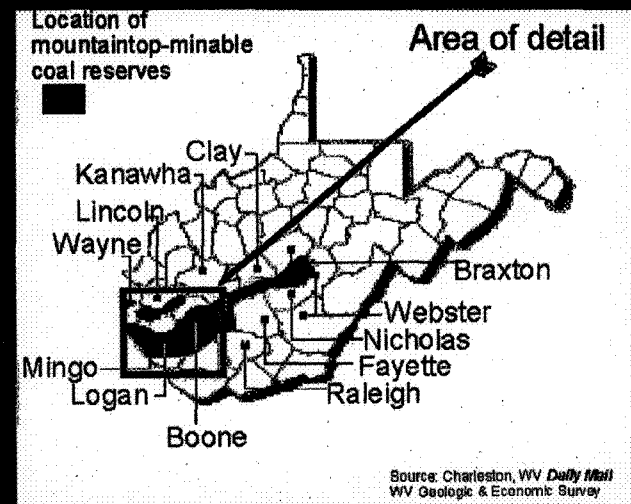 Location of
mountaintop-minable
coal reserves
Area of detail
Clay
Kanawha
Lincoln
Wayne
Braxton
Webster
Nicholas
Mingo
Fayette
Logan
Raleigh
Boone
Source: Charleston, WV Daily Mail
WV Geologic & Economic Survey